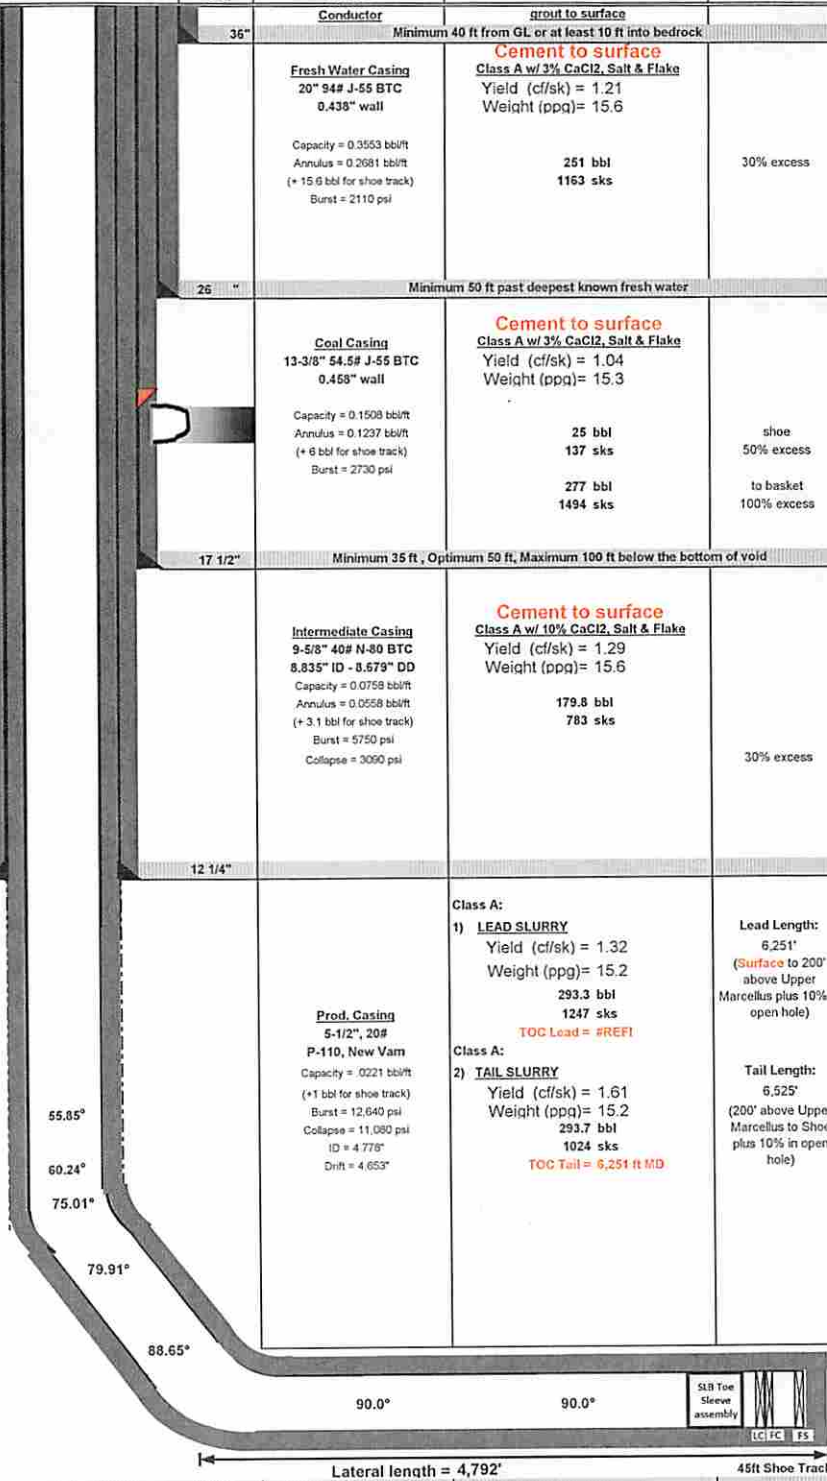 Conductor
grout to surface
36"
Minimum 40 ft from GL or at least 10 ft into bedrock
Fresh Water Casing
20" 94# J-55 BTC
0.438" wall
Capacity = 0.3553 bbl/ft
Annulus = 0.2681 bbl/ft
(+ 15.6 bbl for shoe track)
Burst = 2110 psi
Cement to surface
Class A w/ 3% CaCl2, Salt & Flake
Yield (cf/sk) = 1.21
Weight (ppg)= 15.6
251 bbl
1163 sks
30% excess
26 "
Minimum 50 ft past deepest known fresh water
Coal Casing
13-3/8" 54.5# J-55 BTC
0.458" wall
Capacity = 0.1508 bbl/ft
Annulus = 0.1237 bbl/ft
(+ 6 bbl for shoe track)
Burst = 2730 psi
Cement to surface
Class A w/ 3% CaCl2, Salt & Flake
Yield (cf/sk) = 1.04
Weight (ppg)= 15.3
25 bbl
137 sks
277 bbl
1494 sks
shoe
50% excess
to basket
100% excess
17 1/2"
Minimum 35 ft , Optimum 50 ft, Maximum 100 ft below the bottom of void
Intermediate Casing
9-5/8" 40# N-80 BTC
8.835" ID - 8.679" DD
Capacity = 0.0758 bbl/ft
Annulus = 0.0558 bbl/ft
(+ 3.1 bbl for shoe track)
Burst = 5750 psi
Collapse = 3090 psi
Cement to surface
Class A w/ 10% CaCl2, Salt & Flake
Yield (cf/sk) = 1.29
Weight (ppg)= 15.6
179.8 bbl
783 sks
30% excess
12 1/4"
Prod. Casing
5-1/2", 20#
P-110, New Vam
Capacity = .0221 bbl/ft
(+1 bbl for shoe track)
Burst = 12,640 psi
Collapse = 11,080 psi
ID = 4.778"
Drift = 4.653"
Class A:
1) LEAD SLURRY
Yield (cf/sk) = 1.32
Weight (ppg)= 15.2
293.3 bbl
1247 sks
TOC Lead = #REF!
Class A:
2) TAIL SLURRY
Yield (cf/sk) = 1.61
Weight (ppg)= 15.2
293.7 bbl
1024 sks
TOC Tail = 6,251 ft MD
Lead Length:
6,251'
(Surface to 200'
above Upper
Marcellus plus 10%
open hole)
Tail Length:
6,525'
(200' above Uppe
Marcellus to Shoe
plus 10% in open
hole)
55.85°
60.24°
75.01°
79.91°
88.65°
90.0°
90.0°
SLB Toe
Sleeve
assembly
LC FC FS
Lateral length = 4,792'
45ft Shoe Track